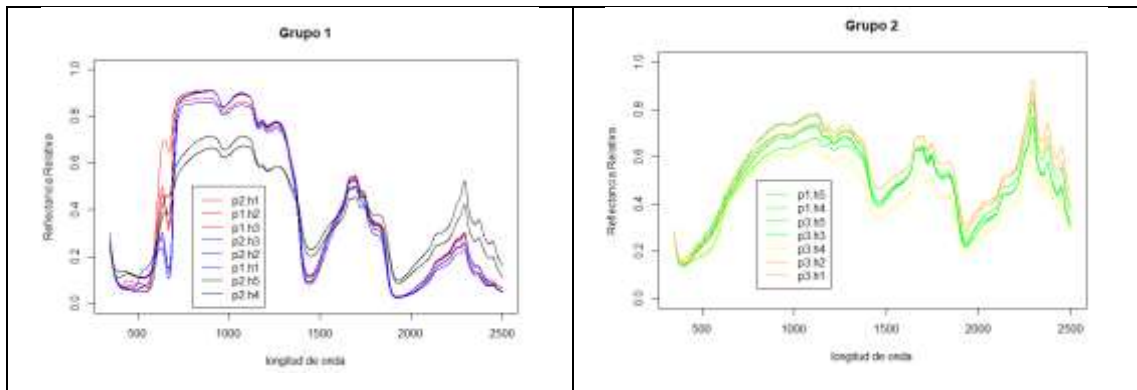 Grupo 1
Reflectancia Relativa
1.0
0.8
0.6
0.4
0.2
0.0
p2.h1
p1.h2
p1.h3
p2.h3
p2.h2
p1.h1
p2.h5
p2.h4
500
1000
1500
2000
2500
longitud de onda
Grupo 2
Reflectancia Relativa
1.0
0.8
0.6
0.4
0.2
0.0
p1.h5
p1.h4
p3.h5
p3.h3
p3.h4
p3.h2
p3.h1
500
1000
1500
2000
2500
longitud de onda